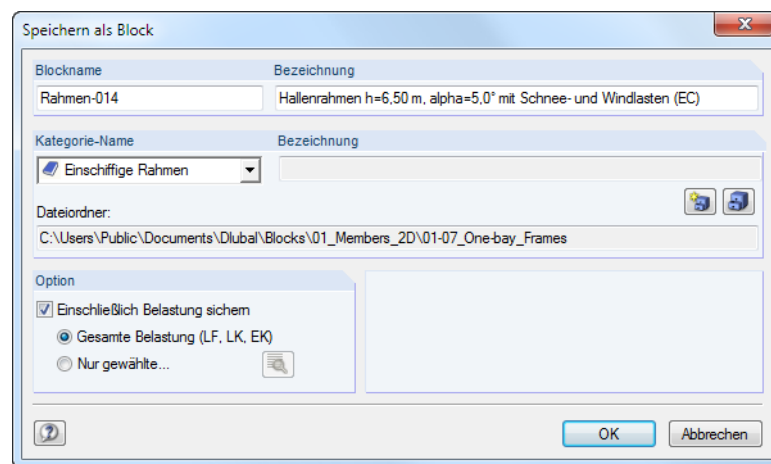 Speichern als Block
Blockname
Bezeichnung
Rahmen-014
Hallenrahmen h=6,50 m, alpha=5,0° mit Schnee- und Windlasten (EC)
Kategorie-Name
Bezeichnung
Einschiffige Rahmen
Dateiordner:
C:\Users\Public\Documents\Dlubal\Blocks\01_Members_2D\01-07_One-bay_Frames
Option
Einschließlich Belastung sichern
Gesamte Belastung (LF, LK, EK)
Nur gewählte...
OK
Abbrechen